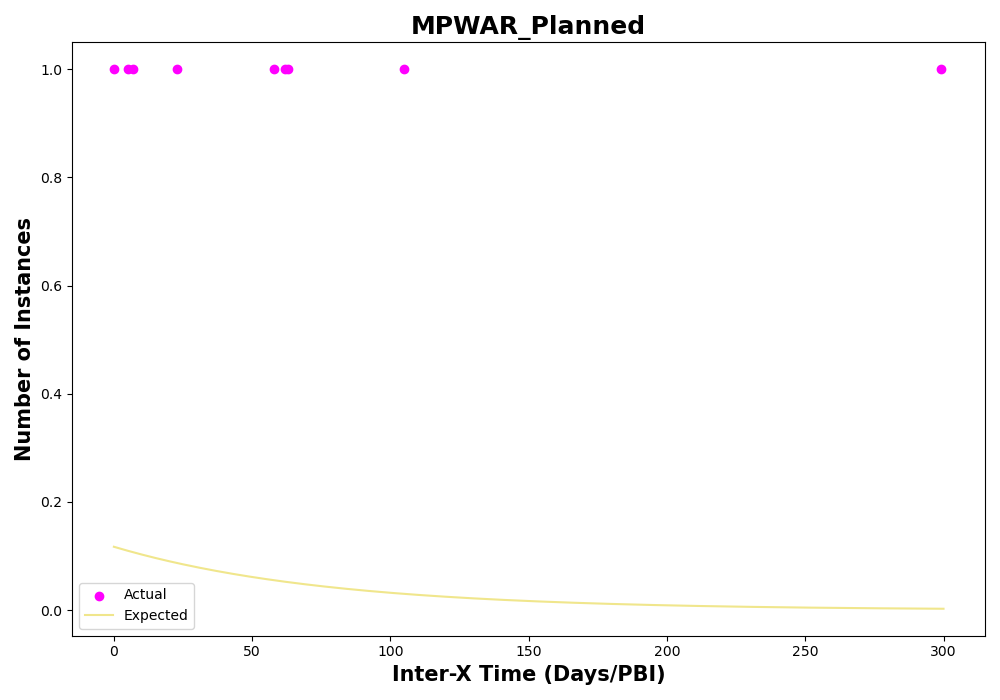 MPWAR_Planned
Number of Instances
1.0
0.8
0.6
0.4
0.2
0.0
Actual
Expected
0 50 100 150 200 250 300
Inter-X Time (Days/PBI)